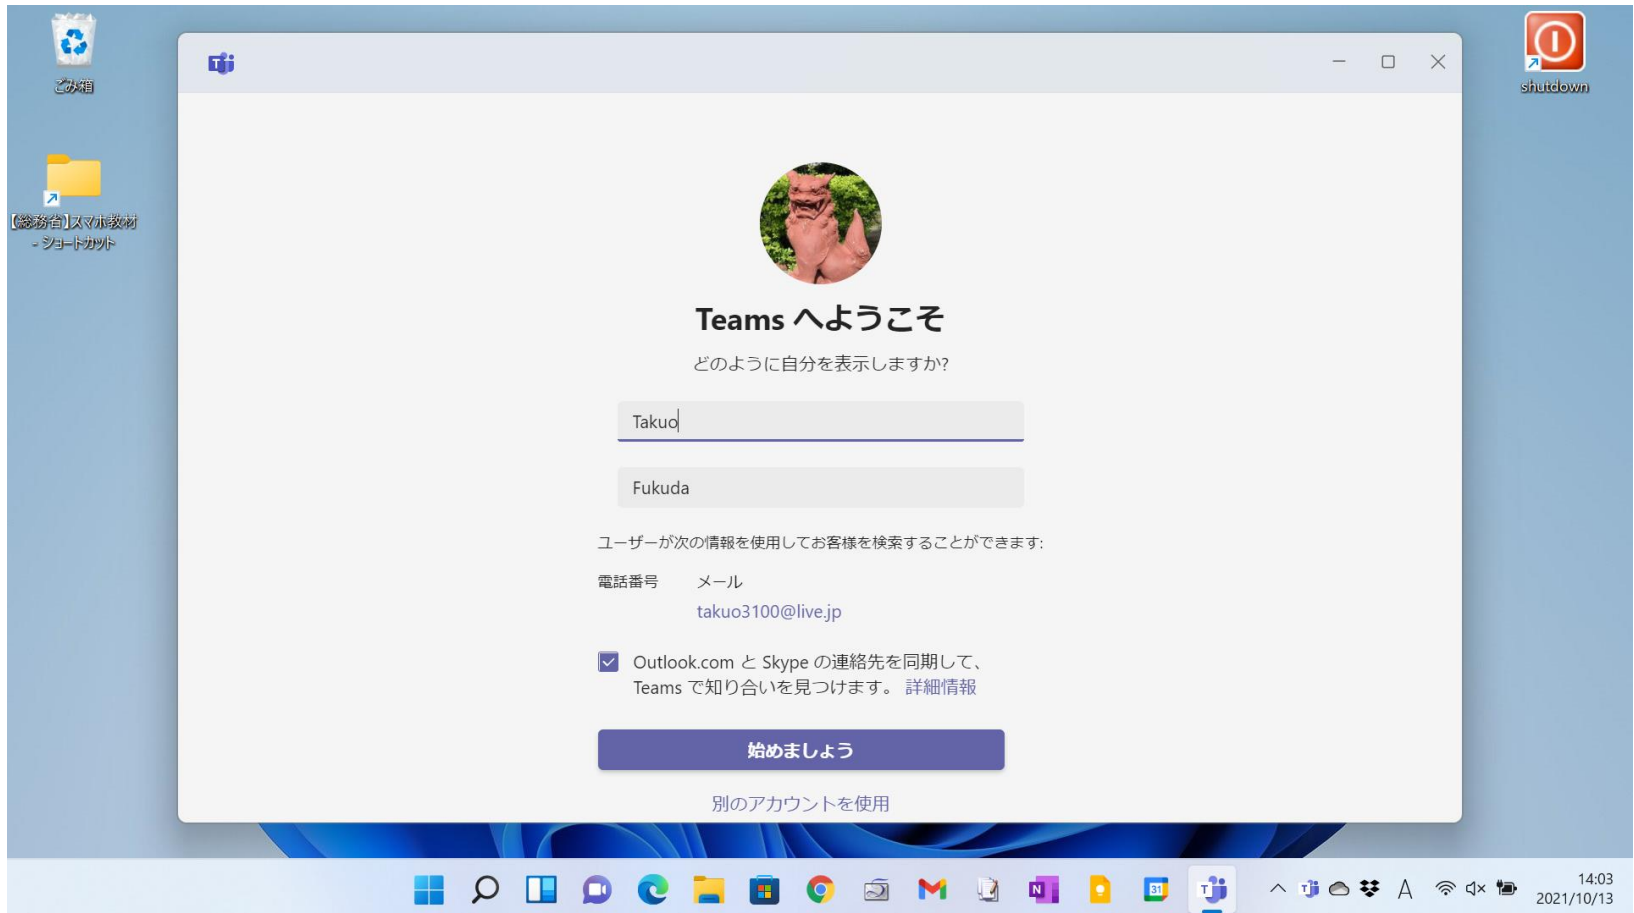 ごみ箱
【総務省】スマホ教材
- ショートカット
shutdown
Teams へようこそ
どのように自分を表示しますか?
Takuo
Fukuda
ユーザーが次の情報を使用してお客様を検索することができます:
電話番号 メール
takuo3100@live.jp
Outlook.com と Skype の連絡先を同期して、
Teams で知り合いを見つけます。 詳細情報
始めましょう
別のアカウントを使用
31
A
14:03
2021/10/13